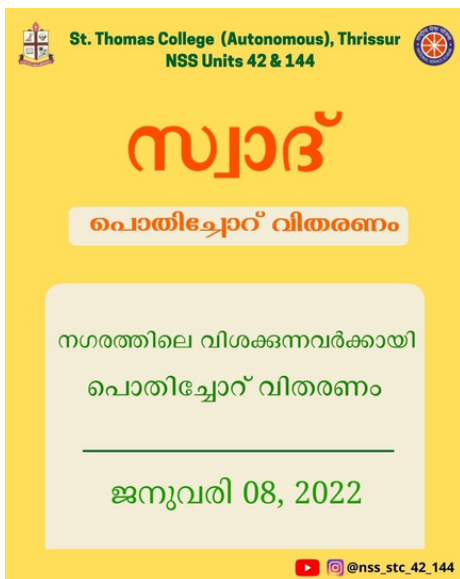 St. Thomas College (Autonomous), Thrissur
NSS Units 42 & 144
സ്വാദ്
പൊതിച്ചോറ് വിതരണം
നഗരത്തിലെ വിശക്കുന്നവർക്കായി
പൊതിച്ചോറ് വിതരണം
ജനുവരി 08, 2022
@nss_stc_42_144